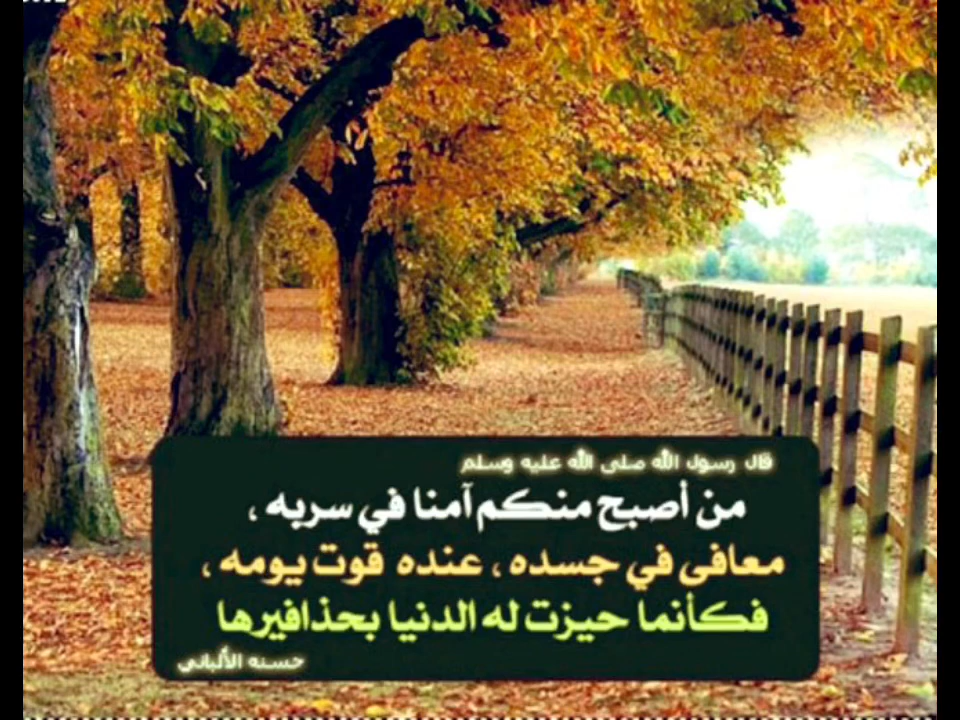 قال رسول الله صلى الله عليه وسلم
من أصبح منكم آمنا في سربه ،
معافى في جسده ، عنده قوت يومه ،
فكأنما حيزت له الدنيا بحذافيرها
حسنه الألباني